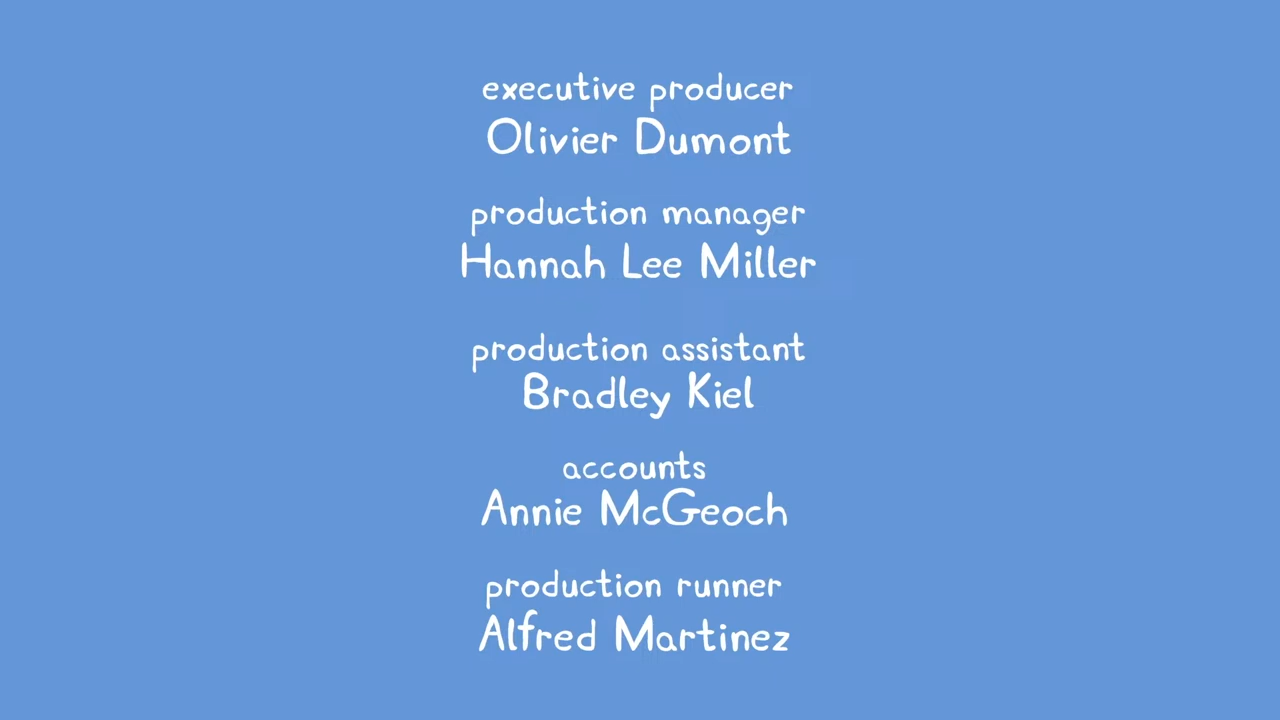 executive producer
Olivier Dumont
production manager
Hannah Lee Miller
production assistant
Bradley Kiel
accounts
Annie McGeoch
production runner
Alfred Martinez